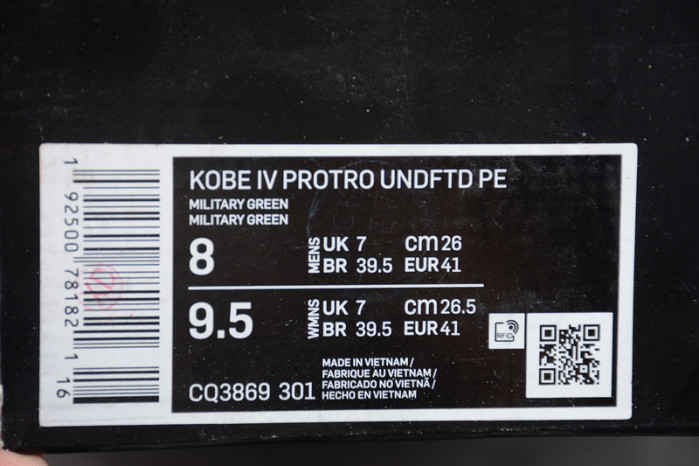 KOBE IV PROTRO UNDFTD PE
MILITARY GREEN
MILITARY GREEN
8 MENS UK 7 cm 26
BR 39.5 EUR 41
9.5 WMNS UK 7 cm 26.5
BR 39.5 EUR 41
RFID
MADE IN VIETNAM /
FABRIQUE AU VIETNAM /
FABRICADO NO VIETNÃ /
HECHO EN VIETNAM
CQ3869 301
1 92500 78182 1 16